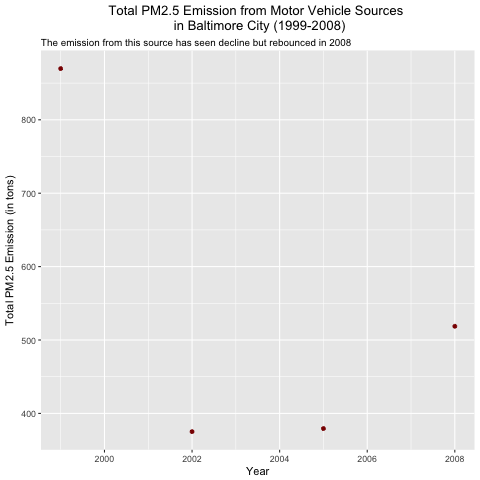 Total PM2.5 Emission from Motor Vehicle Sources
in Baltimore City (1999-2008)
The emission from this source has seen decline but rebounced in 2008
Total PM2.5 Emission (in tons)
800
700
600
500
400
2000
2002
2004
2006
2008
Year